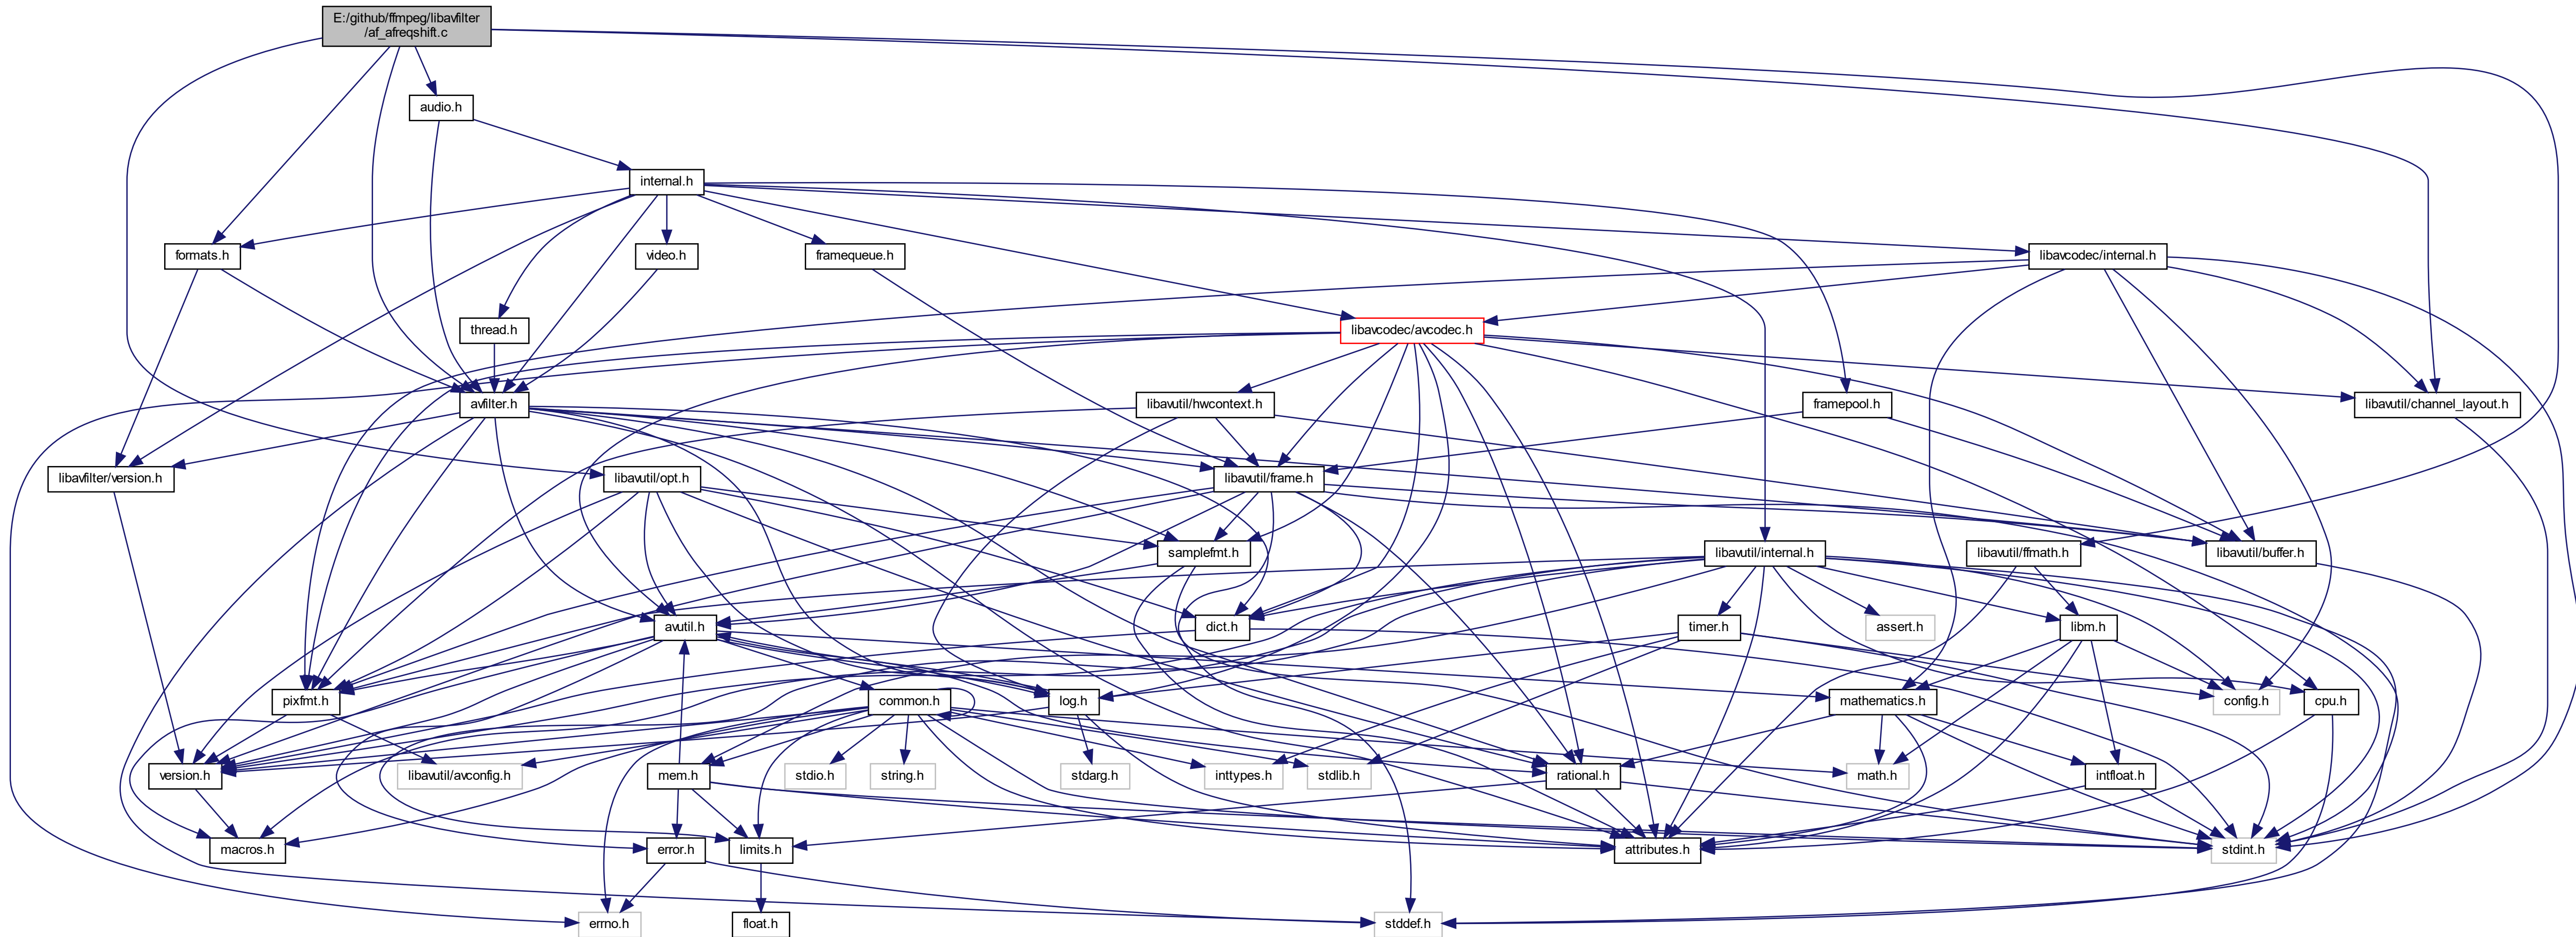 E:/github/ffmpeg/libavfilter
/af_afreqshift.c
audio.h
internal.h
formats.h
video.h
framequeue.h
libavcodec/internal.h
thread.h
libavcodec/avcodec.h
avfilter.h
libavutil/hwcontext.h
framepool.h
libavutil/channel_layout.h
libavfilter/version.h
libavutil/opt.h
libavutil/frame.h
samplefmt.h
libavutil/internal.h
libavutil/ffmath.h
libavutil/buffer.h
avutil.h
dict.h
timer.h
assert.h
libm.h
pixfmt.h
common.h
log.h
mathematics.h
config.h
cpu.h
version.h
libavutil/avconfig.h
mem.h
stdio.h
string.h
stdarg.h
inttypes.h
stdlib.h
rational.h
math.h
intfloat.h
macros.h
error.h
limits.h
attributes.h
stdint.h
errno.h
float.h
stddef.h